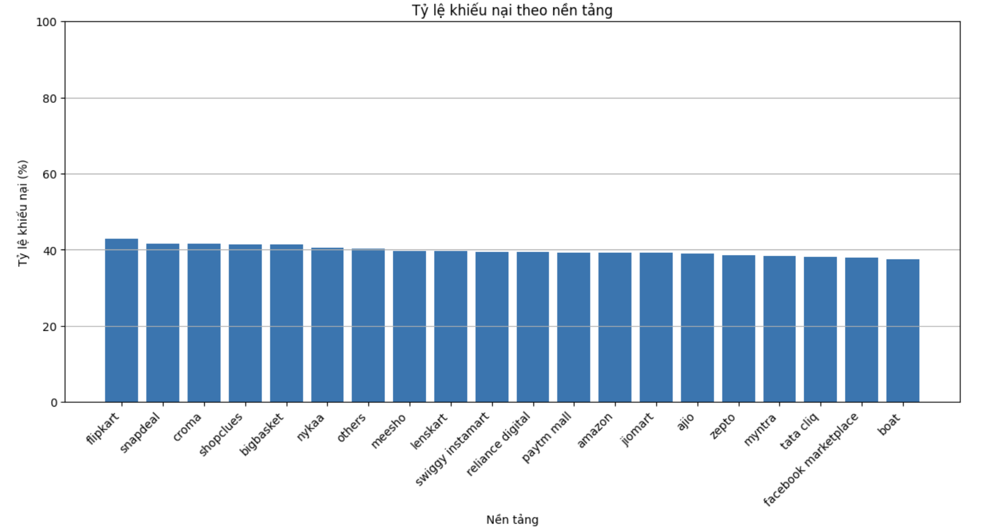 Tỷ lệ khiếu nại theo nền tảng
100
80
60
40
20
0
Tỷ lệ khiếu nại (%)
flipkart
snapdeal
croma
shopclues
bigbasket
nykaa
others
meesho
lenskart
swiggy instamart
reliance digital
paytm mall
amazon
jiomart
ajio
zepto
myntra
tata cliq
facebook marketplace
boat
Nền tảng